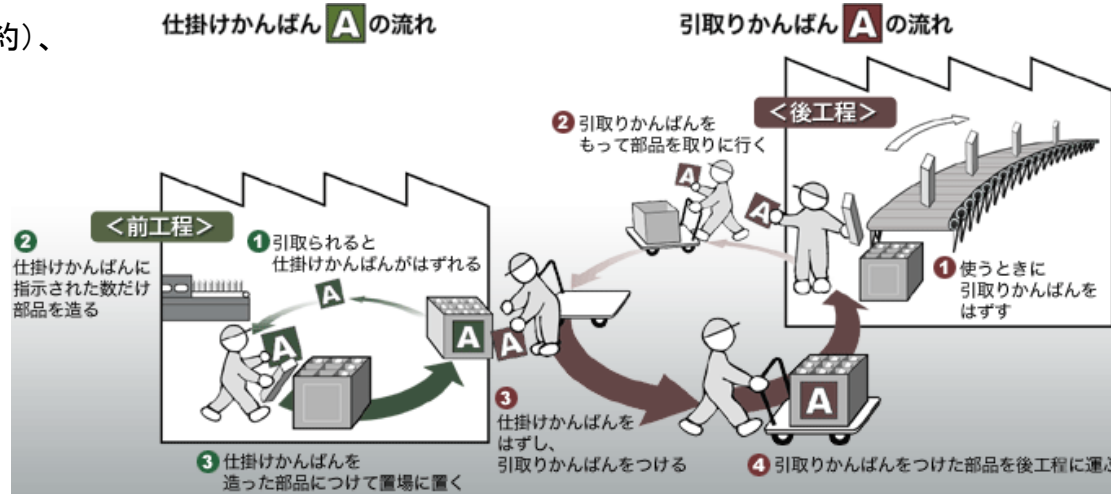 約）、
仕掛けかんばん A の流れ
引取りかんばん A の流れ
＜後工程＞
❷ 引取りかんばんを
もって部品を取りに行く
A
A
❶ 使うときに
引取りかんばんを
はずす
＜前工程＞
❶ 引取られると
仕掛けかんばんがはずれる
❷
仕掛けかんばんに
指示された数だけ
部品を造る
A
A
A
A
❸
仕掛けかんばんを
はずし、
引取りかんばんをつける
A
❸ 仕掛けかんばんを
造った部品につけて置場に置く
❹ 引取りかんばんをつけた部品を後工程に運ぶ